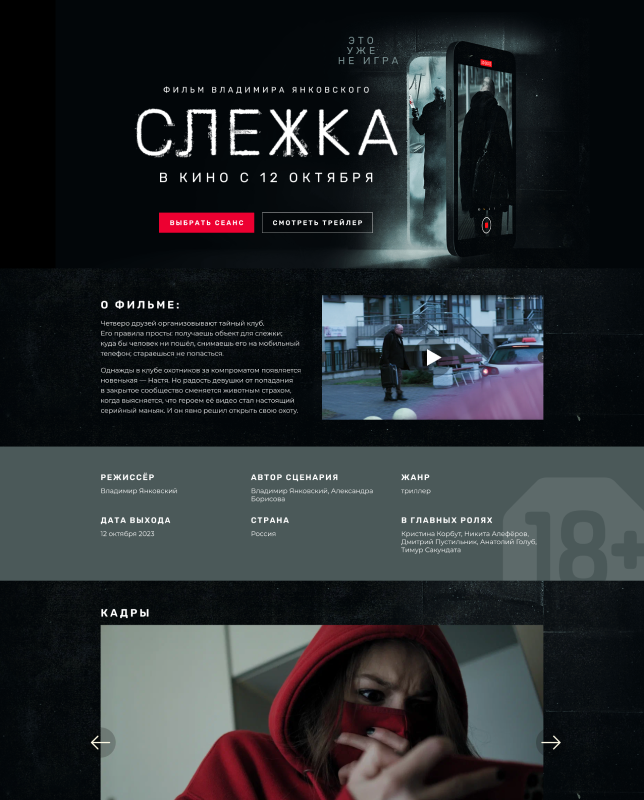 ЭТО
УЖЕ
НЕ ИГРА
ФИЛЬМ ВЛАДИМИРА ЯНКОВСКОГО
СЛЕЖКА
В КИНО С 12 ОКТЯБРЯ
ВЫБРАТЬ СЕАНС
СМОТРЕТЬ ТРЕЙЛЕР
О ФИЛЬМЕ:
Четверо друзей организовывают тайный клуб.
Его правила просты: получаешь объект для слежки;
куда бы человек ни пошёл, снимаешь его на мобильный
телефон; стараешься не попасться.
Однажды в клубе охотников за компроматом появляется
новенькая — Настя. Но радость девушки от попадания
в закрытое сообщество сменяется животным страхом,
когда выясняется, что героем её видео стал настоящий
серийный маньяк. И он явно решил открыть свою охоту.
РЕЖИССЁР
Владимир Янковский
АВТОР СЦЕНАРИЯ
Владимир Янковский, Александра
Борисова
ЖАНР
триллер
ДАТА ВЫХОДА
12 октября 2023
СТРАНА
Россия
В ГЛАВНЫХ РОЛЯХ
Кристина Корбут, Никита Алефёров,
Дмитрий Пустильник, Анатолий Голуб,
Тимур Сакундата
18+
КАДРЫ